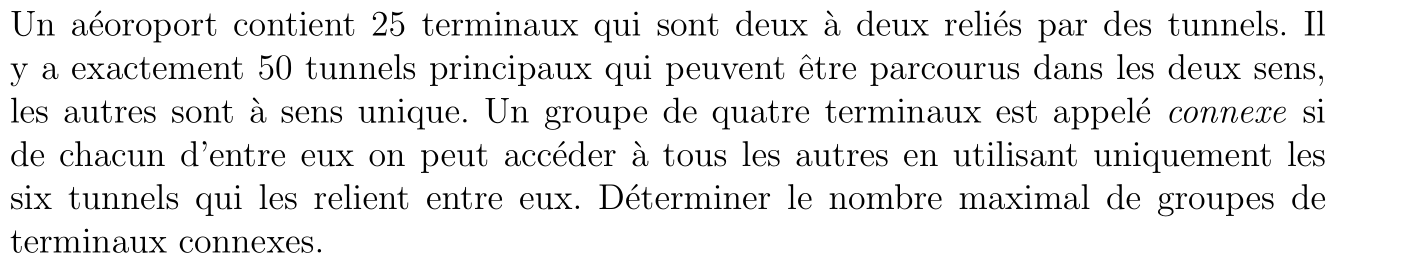 Un aéoroport contient 25 terminaux qui sont deux à deux reliés par des tunnels. Il
y a exactement 50 tunnels principaux qui peuvent être parcourus dans les deux sens,
les autres sont à sens unique. Un groupe de quatre terminaux est appelé connexe si
de chacun d'entre eux on peut accéder à tous les autres en utilisant uniquement les
six tunnels qui les relient entre eux. Déterminer le nombre maximal de groupes de
terminaux connexes.